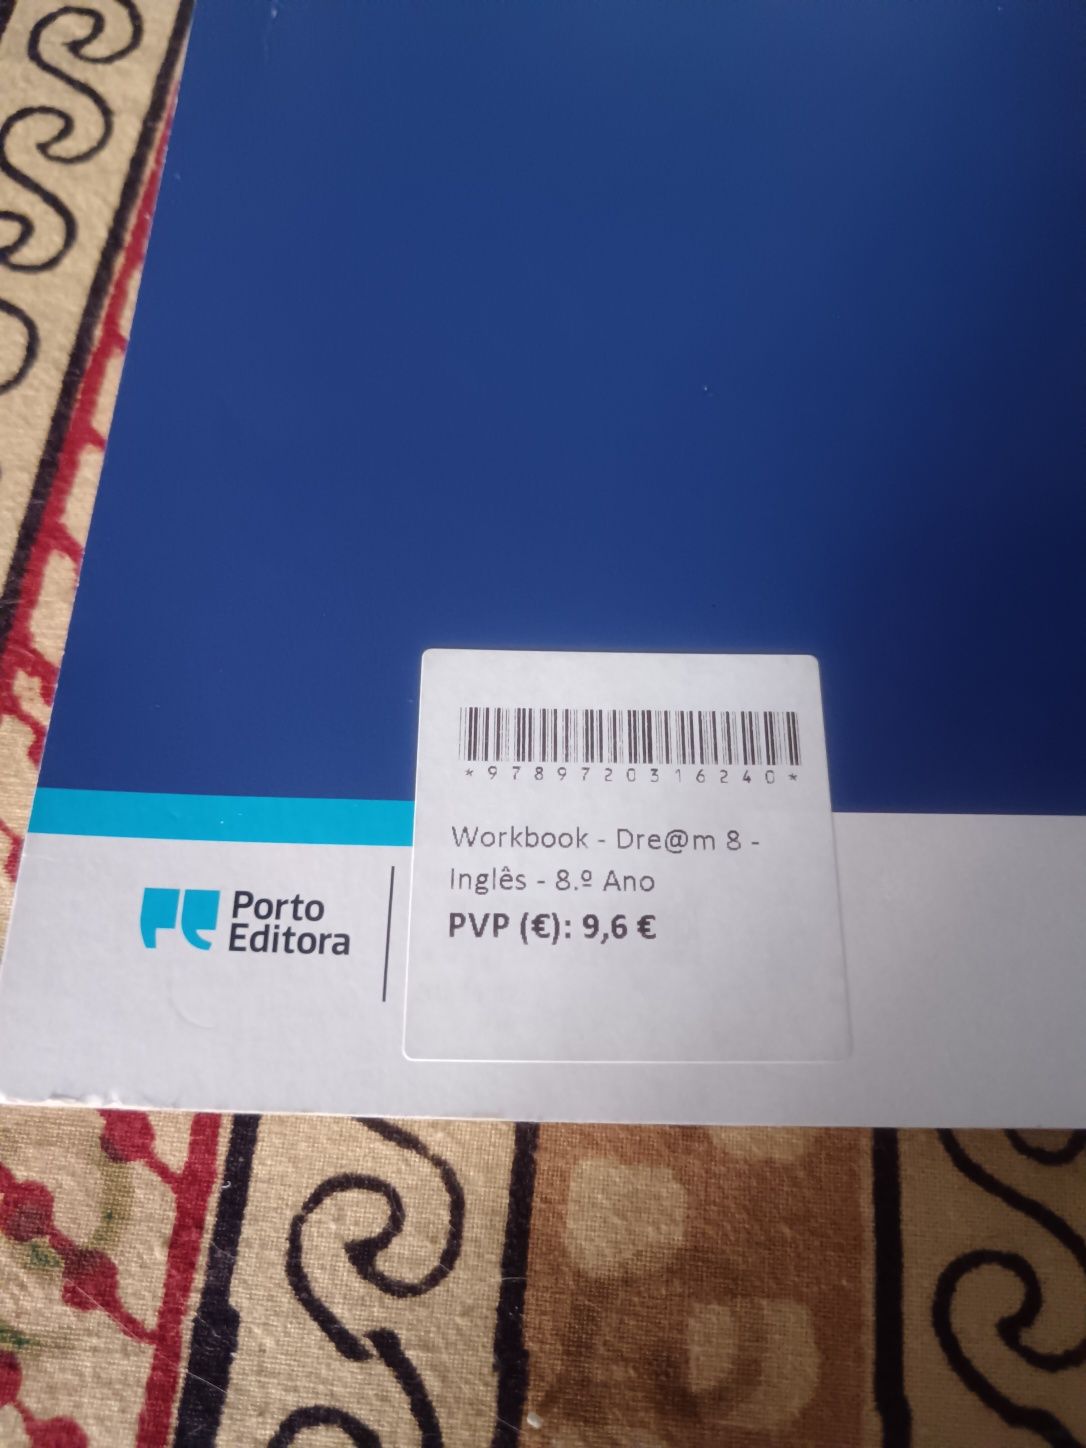 *9789720316240*
Workbook - Dre@m 8 -
Inglês - 8.º Ano
PVP (€): 9,6 €
Porto
Editora